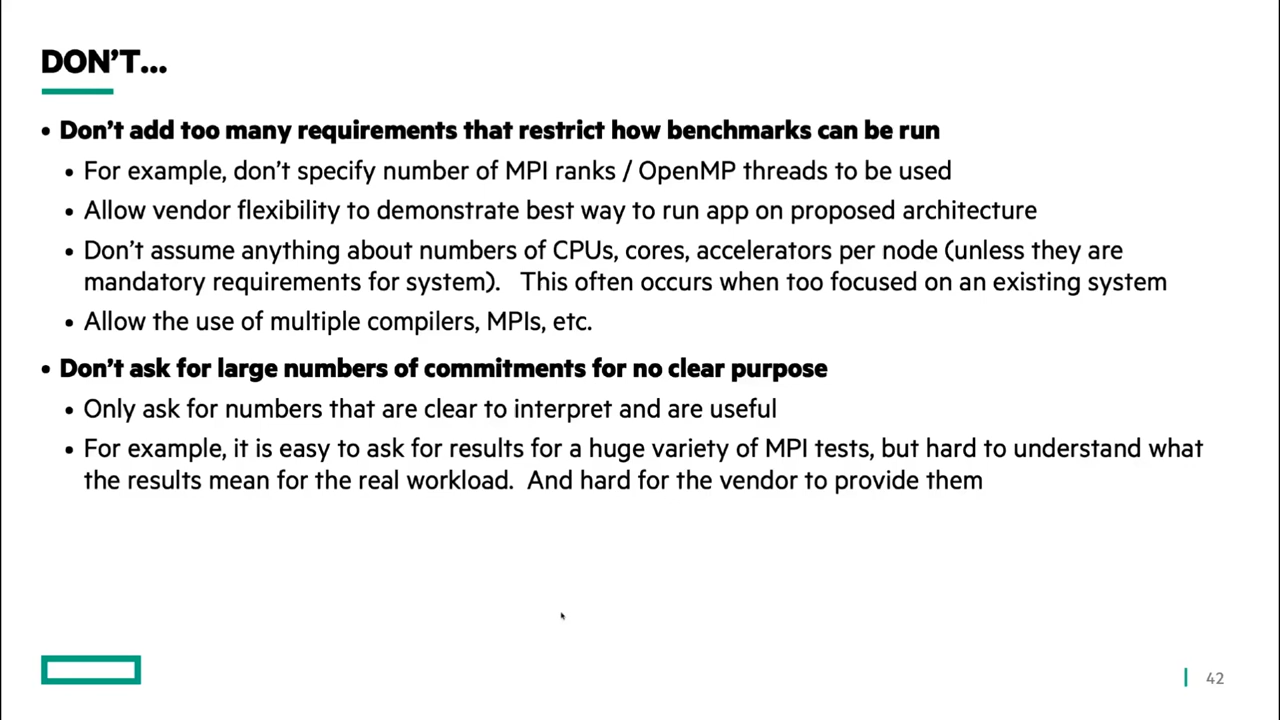 DON'T...
• Don't add too many requirements that restrict how benchmarks can be run
• For example, don't specify number of MPI ranks / OpenMP threads to be used
• Allow vendor flexibility to demonstrate best way to run app on proposed architecture
• Don't assume anything about numbers of CPUs, cores, accelerators per node (unless they are
mandatory requirements for system).   This often occurs when too focused on an existing system
• Allow the use of multiple compilers, MPIs, etc.
• Don't ask for large numbers of commitments for no clear purpose
• Only ask for numbers that are clear to interpret and are useful
• For example, it is easy to ask for results for a huge variety of MPI tests, but hard to understand what
the results mean for the real workload.  And hard for the vendor to provide them
42